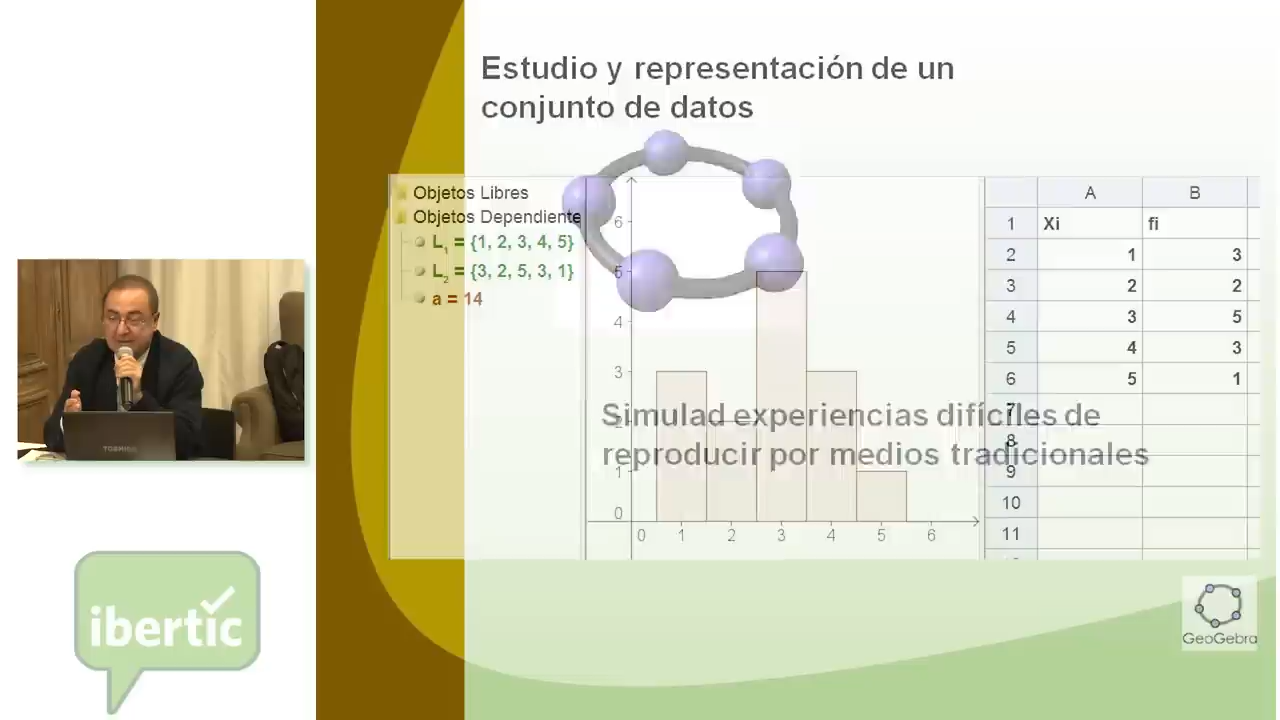 Estudio y representación de un
conjunto de datos
Objetos Libres
Objetos Dependiente
L1 = {1, 2, 3, 4, 5}
L2 = {3, 2, 5, 3, 1}
a = 14
6
5
4
3
2
1
0
0 1 2 3 4 5 6
A B
1 Xi fi
2 1 3
3 2 2
4 3 5
5 4 3
6 5 1
7
8
9
10
11
Simulad experiencias difíciles de
reproducir por medios tradicionales
TOSHIBA
ibertic
GeoGebra